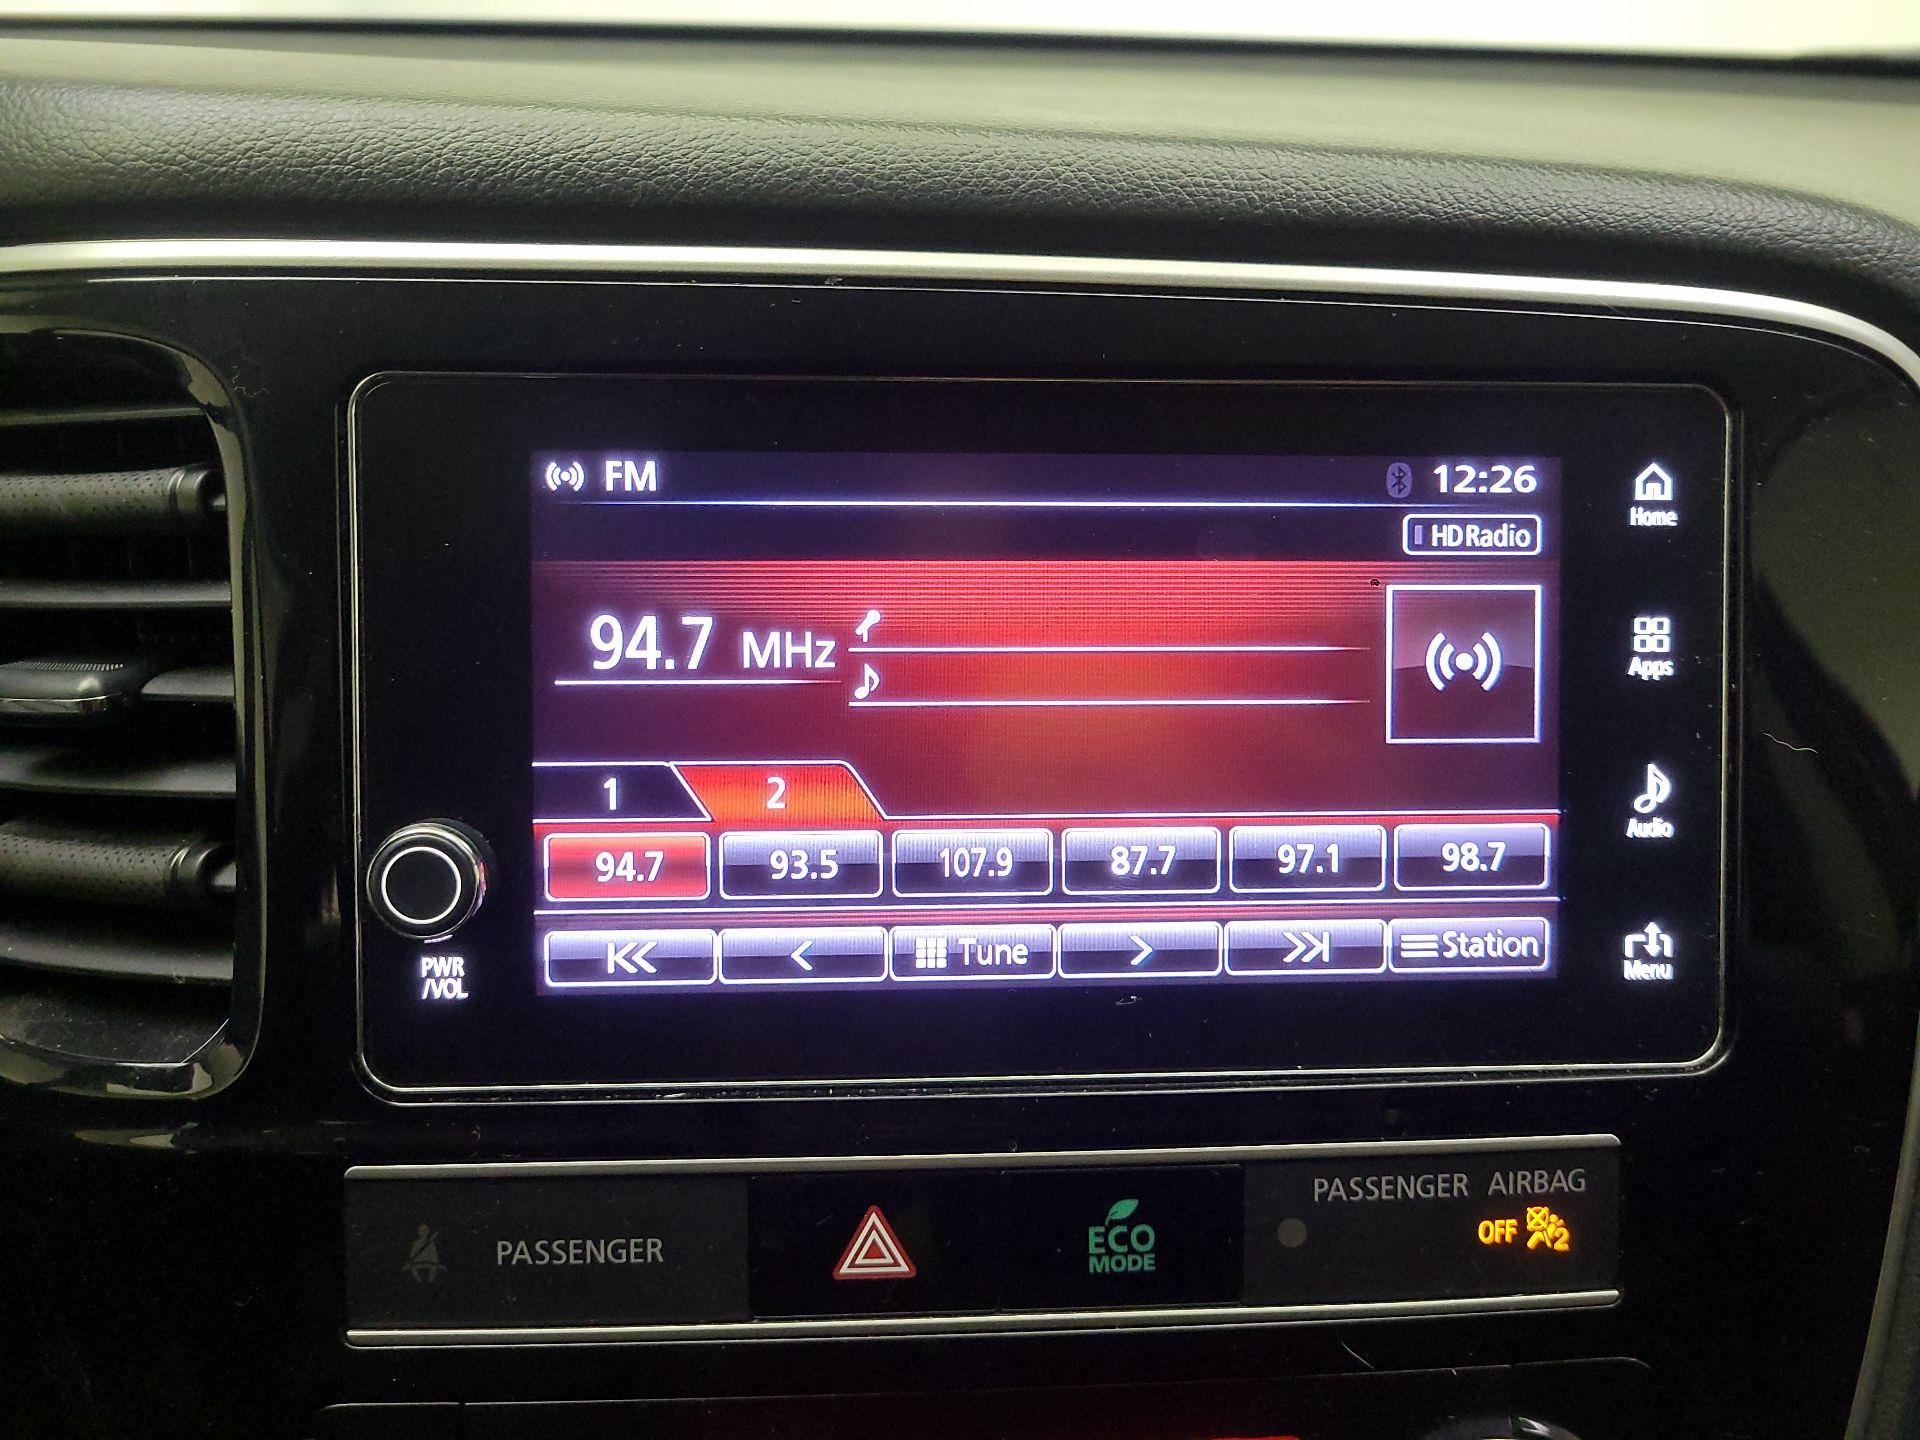 FM 12:26
HD Radio
Home
94.7 MHz
Apps
1 2
Audio
94.7 93.5 107.9 87.7 97.1 98.7
Tune Station
Menu
PWR
/VOL
PASSENGER AIRBAG
OFF 2
PASSENGER
ECO
MODE